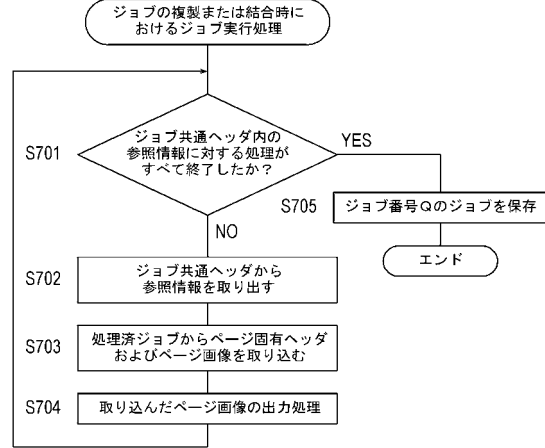 ジョブの複製または結合時に
おけるジョブ実行処理
S701
ジョブ共通ヘッダ内の
参照情報に対する処理が
すべて終了したか？
YES
S705
ジョブ番号Qのジョブを保存
エンド
NO
S702
ジョブ共通ヘッダから
参照情報を取り出す
S703
処理済ジョブからページ固有ヘッダ
およびページ画像を取り込む
S704
取り込んだページ画像の出力処理